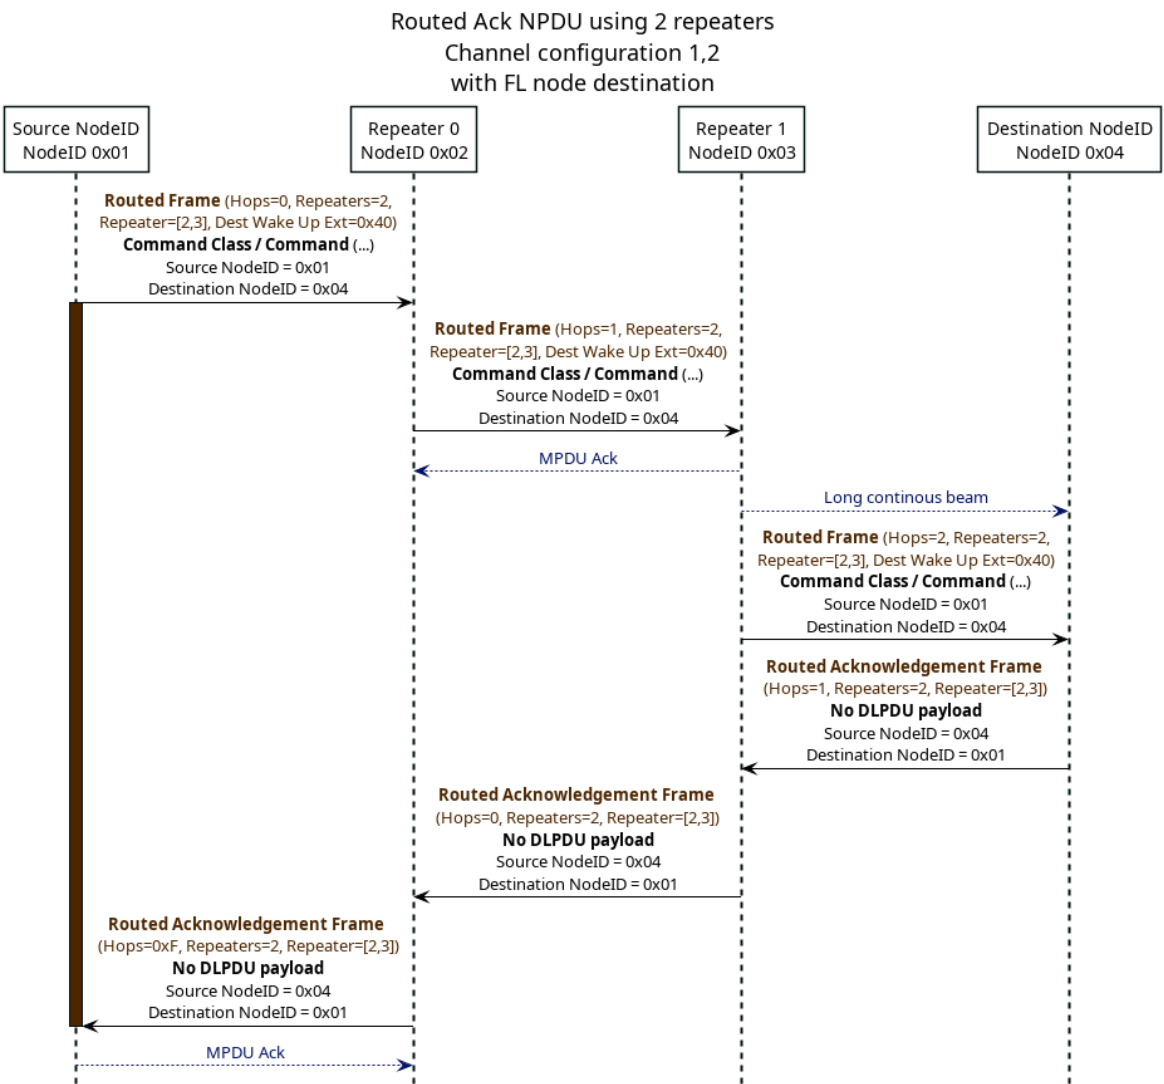 Routed Ack NPDU using 2 repeaters
Channel configuration 1,2
with FL node destination
Source NodeID
NodeID 0x01
Repeater 0
NodeID 0x02
Repeater 1
NodeID 0x03
Destination NodeID
NodeID 0x04
Routed Frame (Hops=0, Repeaters=2,
Repeater=[2,3], Dest Wake Up Ext=0x40)
Command Class / Command (...)
Source NodeID = 0x01
Destination NodeID = 0x04
Routed Frame (Hops=1, Repeaters=2,
Repeater=[2,3], Dest Wake Up Ext=0x40)
Command Class / Command (...)
Source NodeID = 0x01
Destination NodeID = 0x04
MPDU Ack
Long continous beam
Routed Frame (Hops=2, Repeaters=2,
Repeater=[2,3], Dest Wake Up Ext=0x40)
Command Class / Command (...)
Source NodeID = 0x01
Destination NodeID = 0x04
Routed Acknowledgement Frame
(Hops=1, Repeaters=2, Repeater=[2,3])
No DLPDU payload
Source NodeID = 0x04
Destination NodeID = 0x01
Routed Acknowledgement Frame
(Hops=0, Repeaters=2, Repeater=[2,3])
No DLPDU payload
Source NodeID = 0x04
Destination NodeID = 0x01
Routed Acknowledgement Frame
(Hops=0xF, Repeaters=2, Repeater=[2,3])
No DLPDU payload
Source NodeID = 0x04
Destination NodeID = 0x01
MPDU Ack